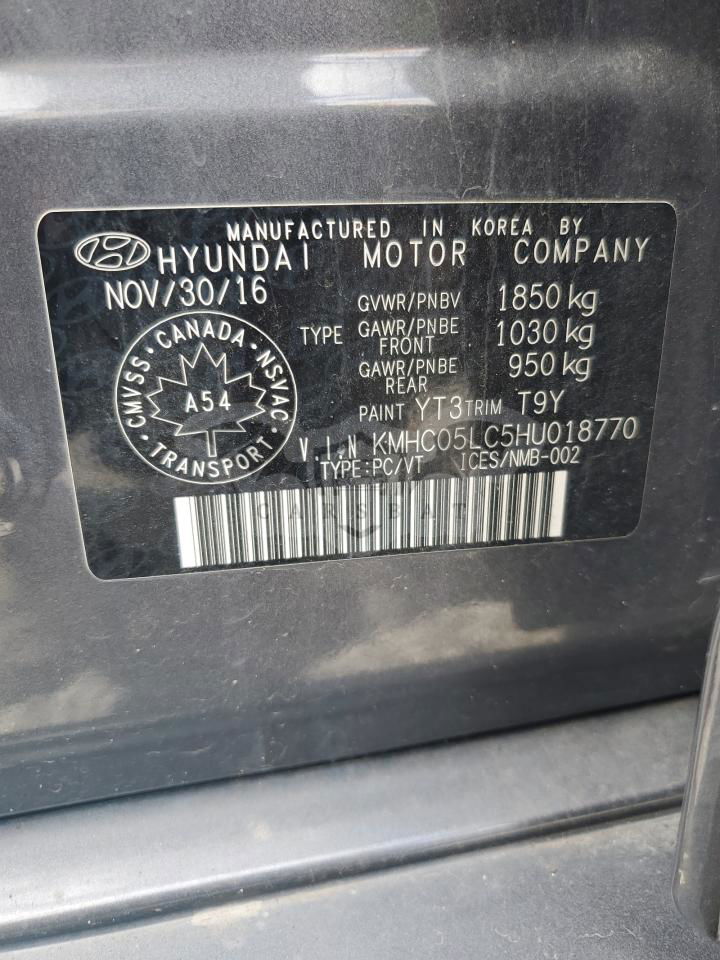 MANUFACTURED IN KOREA BY
HYUNDAI MOTOR COMPANY
NOV/30/16
GVWR/PNBV 1850 kg
TYPE GAWR/PNBE FRONT 1030 kg
GAWR/PNBE REAR 950 kg
PAINT YT3 TRIM T9Y
CMVSS · CANADA · NSVAC
A54
· TRANSPORT ·
V.I.N KMHC05LC5HU018770
TYPE:PC/VT ICES/NMB-002
CARSBAT